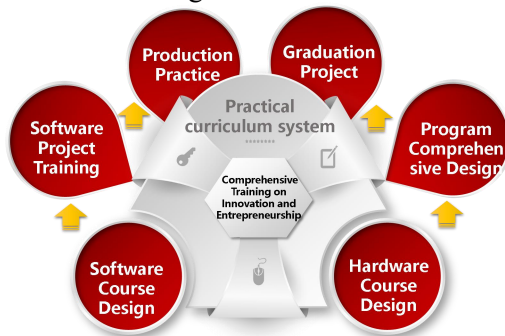 Production
Practice
Graduation
Project
Practical
curriculum system
Software
Project
Training
Program
Comprehen
sive Design
Comprehensive
Training on
Innovation and
Entrepreneurship
Software
Course
Design
Hardware
Course
Design